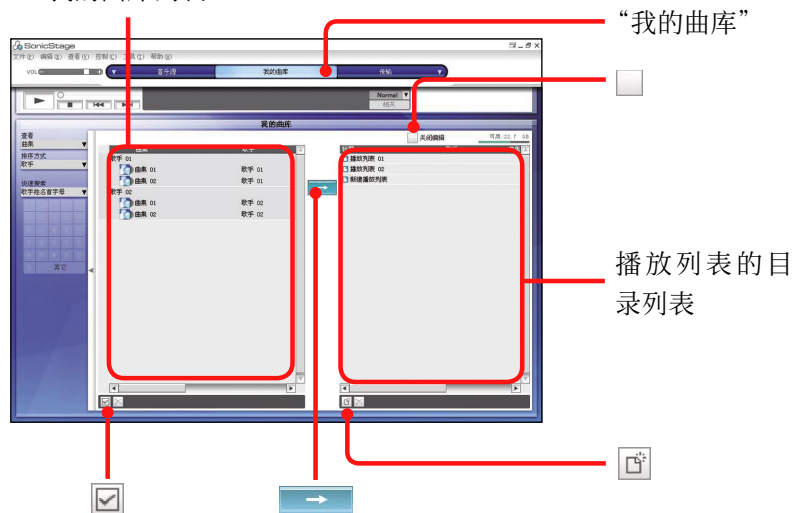 “我的曲库”
SonicStage
文件(F) 编辑(E) 查看(V) 控制(C) 工具(T) 帮助(H)
VOL
音乐源
我的曲库
传输
Normal
我的曲库
查看
曲集
关闭编辑
排序方式
歌手
快速搜索
歌手姓名首字母
其它
歌手 01
曲集 01 歌手 01
曲集 02 歌手 01
歌手 02
曲集 01 歌手 02
曲集 02 歌手 02
播放列表 01
播放列表 02
新建播放列表
播放列表的目
录列表